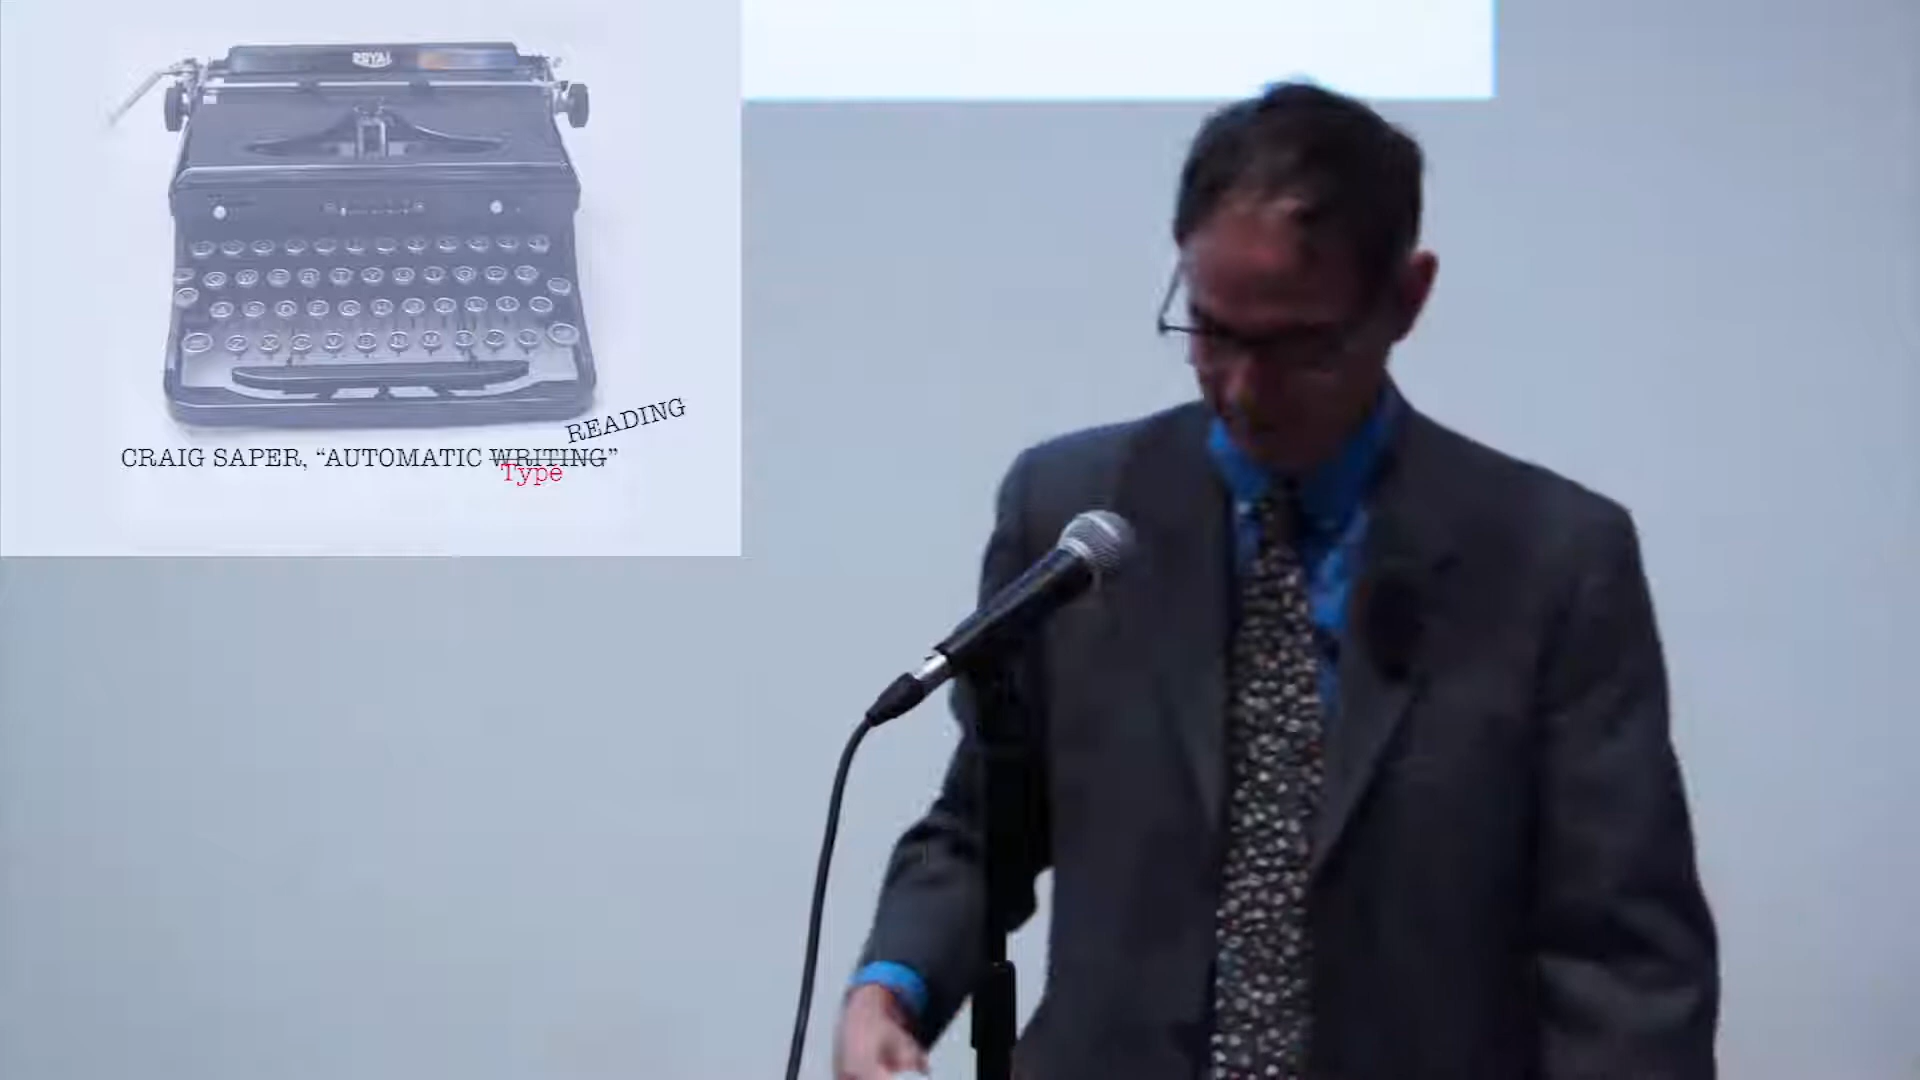 ROYAL
READING
CRAIG SAPER, “AUTOMATIC WRITING”
Type